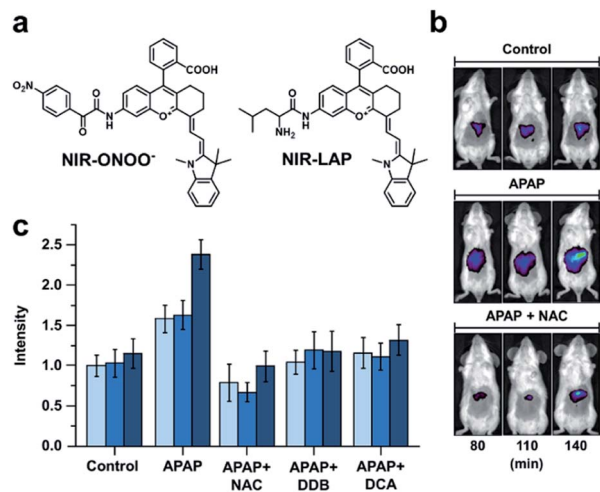 a
COOH
O₂N
O
O
N
H
O⁺
N
NIR-ONOO⁻
COOH
O
NH₂
N
H
O⁺
N
NIR-LAP
b
Control
APAP
APAP + NAC
80 110 140
(min)
c
Intensity
2.5
2.0
1.5
1.0
0.5
0.0
Control APAP APAP+ APAP+ APAP+
NAC DDB DCA